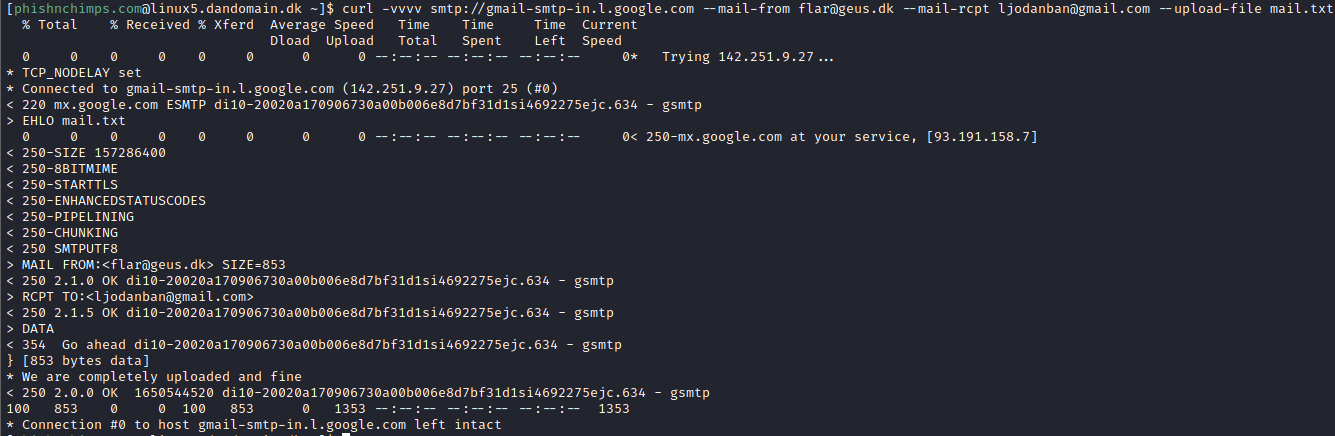 [phishnchimps.com@linux5.dandomain.dk ~]$ curl -vvvv smtp://gmail-smtp-in.l.google.com --mail-from flar@geus.dk --mail-rcpt ljodanban@gmail.com --upload-file mail.txt
  % Total    % Received % Xferd  Average Speed   Time    Time     Time  Current
                                 Dload  Upload   Total   Spent    Left  Speed
  0     0    0     0    0     0      0      0 --:--:-- --:--:-- --:--:--     0*   Trying 142.251.9.27...
* TCP_NODELAY set
* Connected to gmail-smtp-in.l.google.com (142.251.9.27) port 25 (#0)
< 220 mx.google.com ESMTP di10-20020a170906730a00b006e8d7bf31d1si4692275ejc.634 - gsmtp
> EHLO mail.txt
  0     0    0     0    0     0      0      0 --:--:-- --:--:-- --:--:--     0< 250-mx.google.com at your service, [93.191.158.7]
< 250-SIZE 157286400
< 250-8BITMIME
< 250-STARTTLS
< 250-ENHANCEDSTATUSCODES
< 250-PIPELINING
< 250-CHUNKING
< 250 SMTPUTF8
> MAIL FROM:<flar@geus.dk> SIZE=853
< 250 2.1.0 OK di10-20020a170906730a00b006e8d7bf31d1si4692275ejc.634 - gsmtp
> RCPT TO:<ljodanban@gmail.com>
< 250 2.1.5 OK di10-20020a170906730a00b006e8d7bf31d1si4692275ejc.634 - gsmtp
> DATA
< 354  Go ahead di10-20020a170906730a00b006e8d7bf31d1si4692275ejc.634 - gsmtp
} [853 bytes data]
* We are completely uploaded and fine
< 250 2.0.0 OK  1650544520 di10-20020a170906730a00b006e8d7bf31d1si4692275ejc.634 - gsmtp
100   853    0     0  100   853      0   1353 --:--:-- --:--:-- --:--:--  1353
* Connection #0 to host gmail-smtp-in.l.google.com left intact